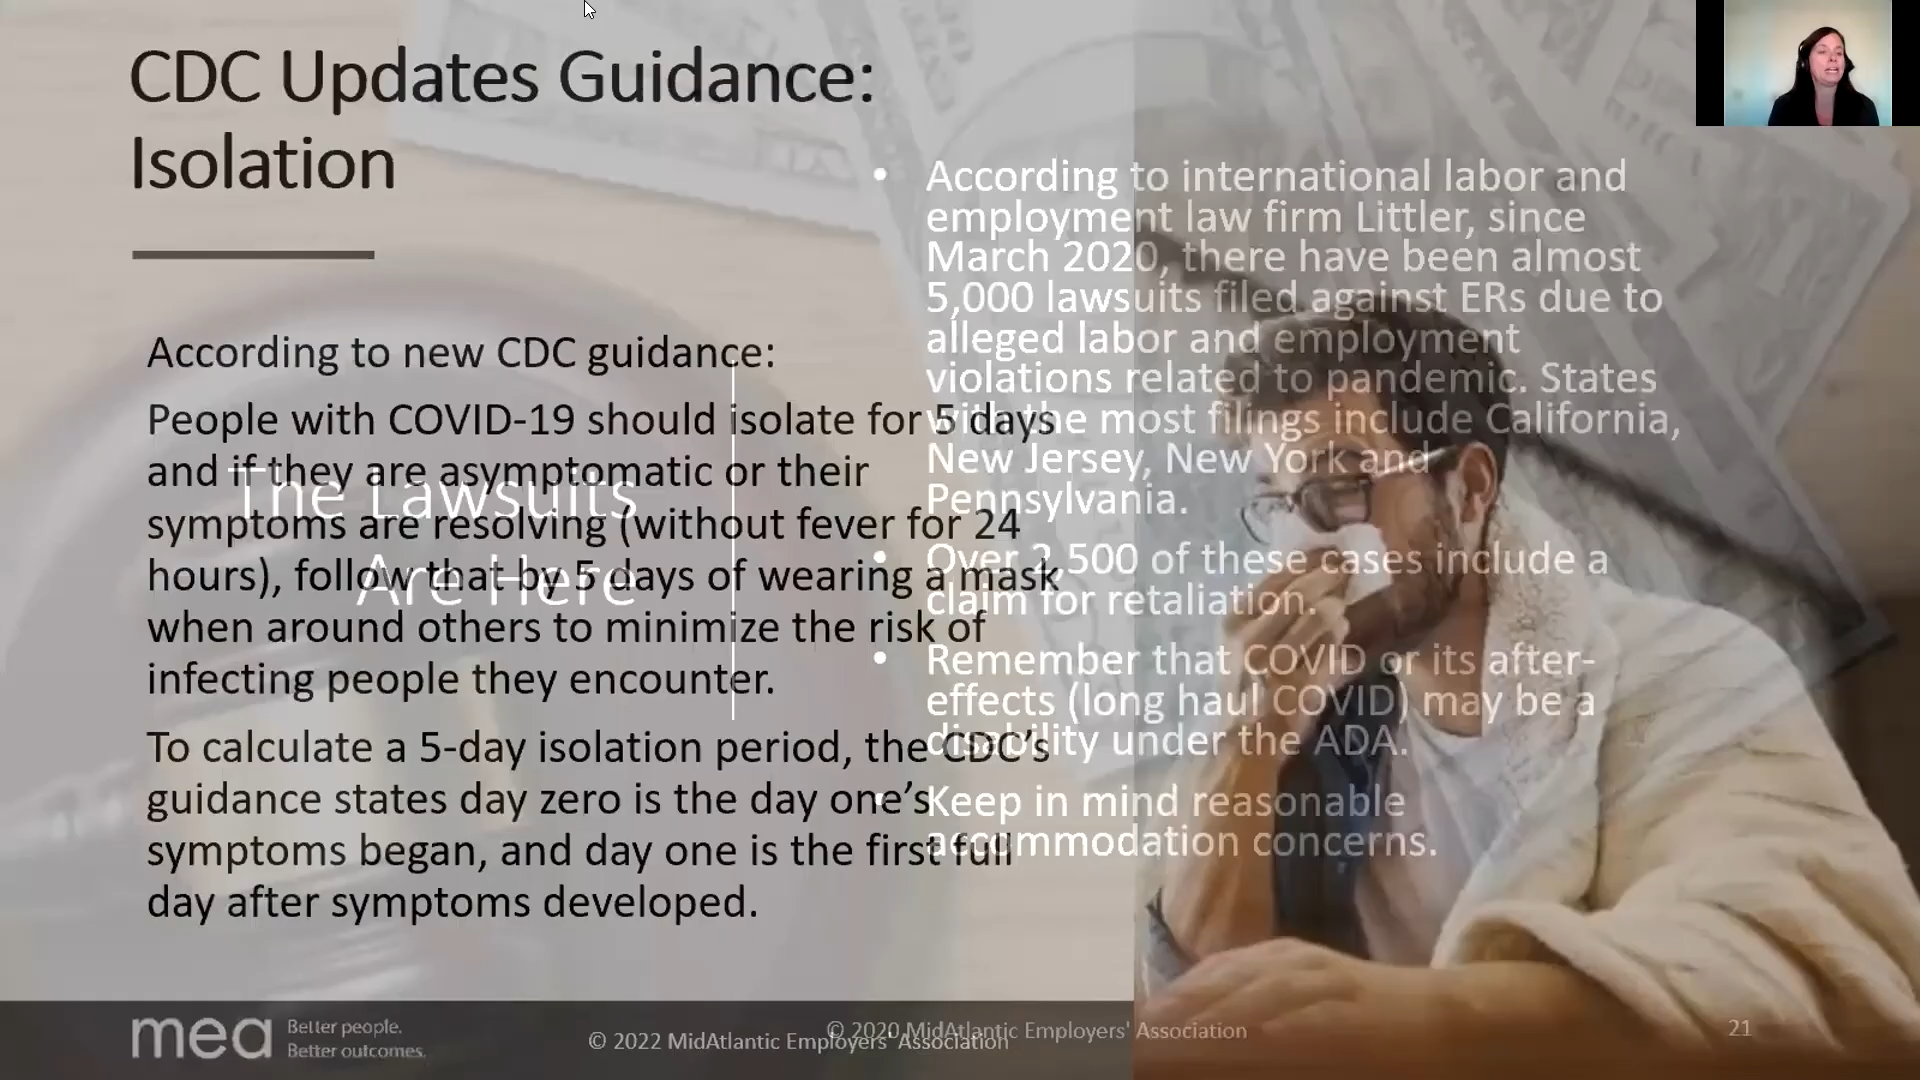 CDC Updates Guidance:
Isolation
According to new CDC guidance:
People with COVID-19 should isolate for 5 days
and if they are asymptomatic or their
symptoms are resolving (without fever for 24
hours), follow that by 5 days of wearing a mask
when around others to minimize the risk of
infecting people they encounter.
To calculate a 5-day isolation period, the CDC's
guidance states day zero is the day one's
symptoms began, and day one is the first full
day after symptoms developed.
The Lawsuits
Are Here
• According to international labor and
employment law firm Littler, since
March 2020, there have been almost
5,000 lawsuits filed against ERs due to
alleged labor and employment
violations related to pandemic. States
with the most filings include California,
New Jersey, New York and
Pennsylvania.
• Over 2,500 of these cases include a
claim for retaliation.
• Remember that COVID or its after-
effects (long haul COVID) may be a
disability under the ADA.
• Keep in mind reasonable
accommodation concerns.
mea
Better people.
Better outcomes.
© 2022 MidAtlantic Employers' Association
© 2020 MidAtlantic Employers' Association
21